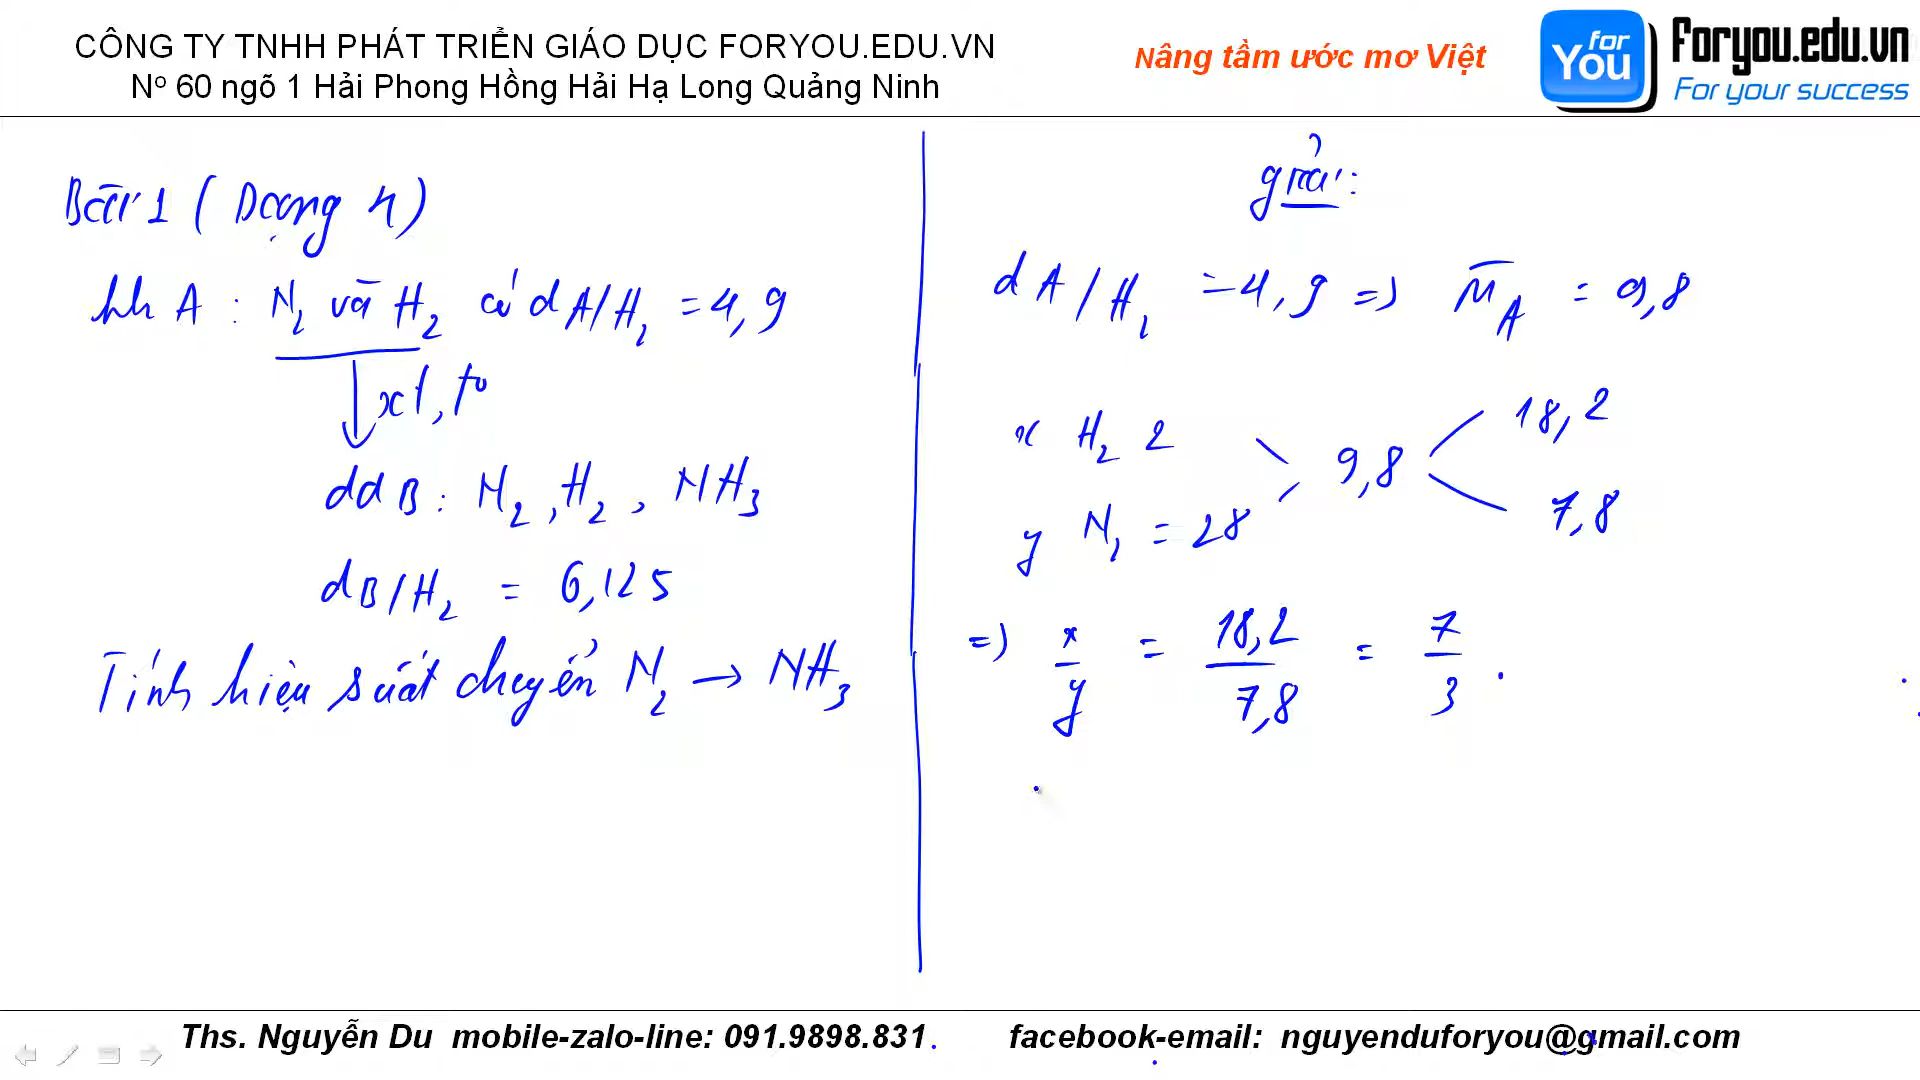 CÔNG TY TNHH PHÁT TRIỂN GIÁO DỤC FORYOU.EDU.VN
Nº 60 ngõ 1 Hải Phong Hồng Hải Hạ Long Quảng Ninh
Nâng tầm ước mơ Việt
for You
Foryou.edu.vn
For your success
Bài 1 (Dạng 4)
hh A : N₂ và H₂ có d A/H₂ = 4,9
xt, tº
dd B : N₂, H₂, NH₃
d B/H₂ = 6,125
Tính hiệu suất chuyển N₂ → NH₃
giải:
d A/H₂ = 4,9 => M̄_A = 9,8
x H₂ 2 18,2
9,8
y N₂ = 28 7,8
=> x/y = 18,2/7,8 = 7/3.
Ths. Nguyễn Du mobile-zalo-line: 091.9898.831 facebook-email: nguyenduforyou@gmail.com